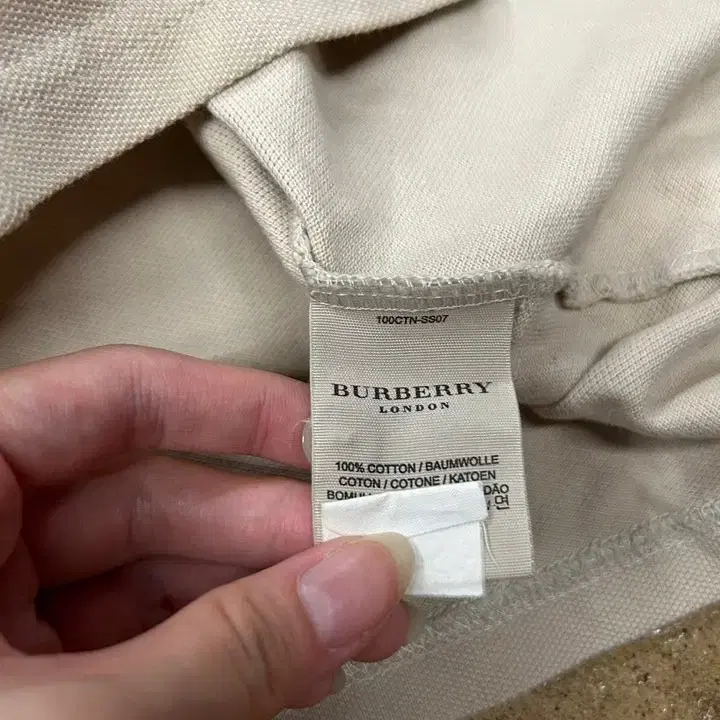 100CTN-SS07
BURBERRY
LONDON
100% COTTON / BAUMWOLLE
COTON / COTONE / KATOEN